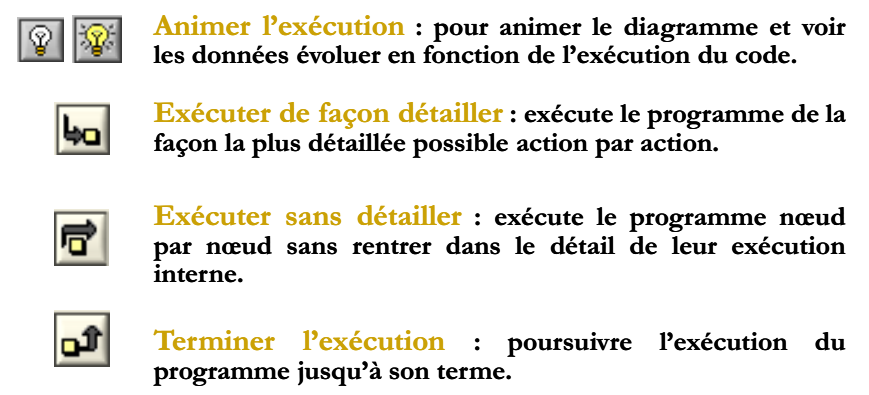 Animer l’exécution : pour animer le diagramme et voir
les données évoluer en fonction de l’exécution du code.
Exécuter de façon détailler : exécute le programme de la
façon la plus détaillée possible action par action.
Exécuter sans détailler : exécute le programme nœud
par nœud sans rentrer dans le détail de leur exécution
interne.
Terminer l’exécution : poursuivre l’exécution du
programme jusqu’à son terme.